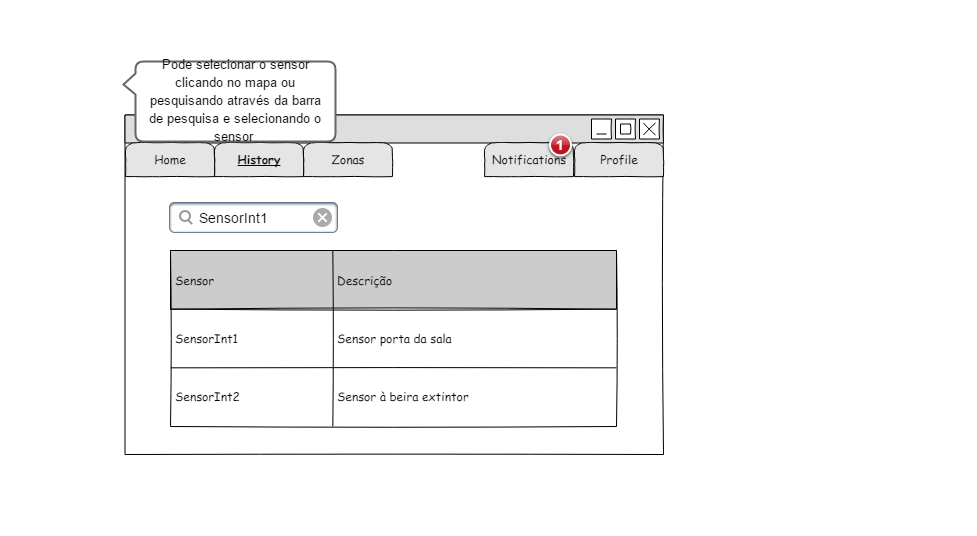 Pode selecionar o sensor
clicando no mapa ou
pesquisando através da barra
de pesquisa e selecionando o
sensor
Home History Zonas Notifications 1 Profile
SensorInt1
Sensor Descrição
SensorInt1 Sensor porta da sala
SensorInt2 Sensor à beira extintor